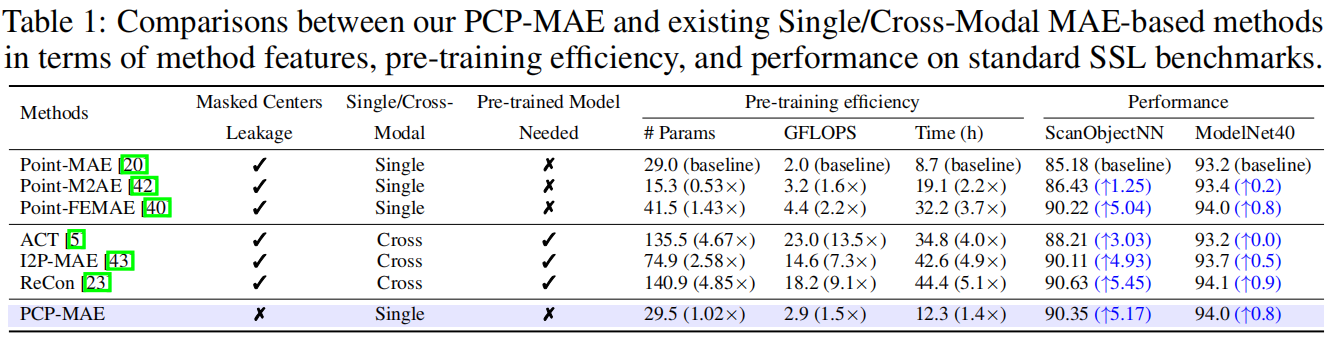 Table 1: Comparisons between our PCP-MAE and existing Single/Cross-Modal MAE-based methods
in terms of method features, pre-training efficiency, and performance on standard SSL benchmarks.
Methods Masked Centers Leakage Single/Cross-Modal Pre-trained Model Needed Pre-training efficiency Performance
# Params GFLOPS Time (h) ScanObjectNN ModelNet40
Point-MAE [20] ✓ Single ✗ 29.0 (baseline) 2.0 (baseline) 8.7 (baseline) 85.18 (baseline) 93.2 (baseline)
Point-M2AE [42] ✓ Single ✗ 15.3 (0.53×) 3.2 (1.6×) 19.1 (2.2×) 86.43 (↑1.25) 93.4 (↑0.2)
Point-FEMAE [40] ✓ Single ✗ 41.5 (1.43×) 4.4 (2.2×) 32.2 (3.7×) 90.22 (↑5.04) 94.0 (↑0.8)
ACT [5] ✓ Cross ✓ 135.5 (4.67×) 23.0 (13.5×) 34.8 (4.0×) 88.21 (↑3.03) 93.2 (↑0.0)
I2P-MAE [43] ✓ Cross ✓ 74.9 (2.58×) 14.6 (7.3×) 42.6 (4.9×) 90.11 (↑4.93) 93.7 (↑0.5)
ReCon [23] ✓ Cross ✓ 140.9 (4.85×) 18.2 (9.1×) 44.4 (5.1×) 90.63 (↑5.45) 94.1 (↑0.9)
PCP-MAE ✗ Single ✗ 29.5 (1.02×) 2.9 (1.5×) 12.3 (1.4×) 90.35 (↑5.17) 94.0 (↑0.8)